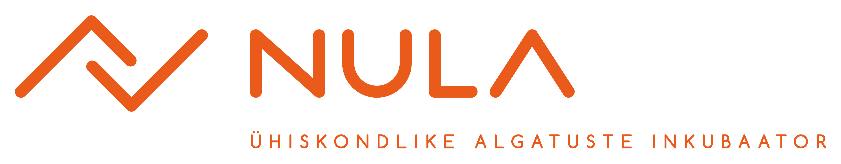 NULA
ÜHISKONDLIKE ALGATUSTE INKUBAATOR